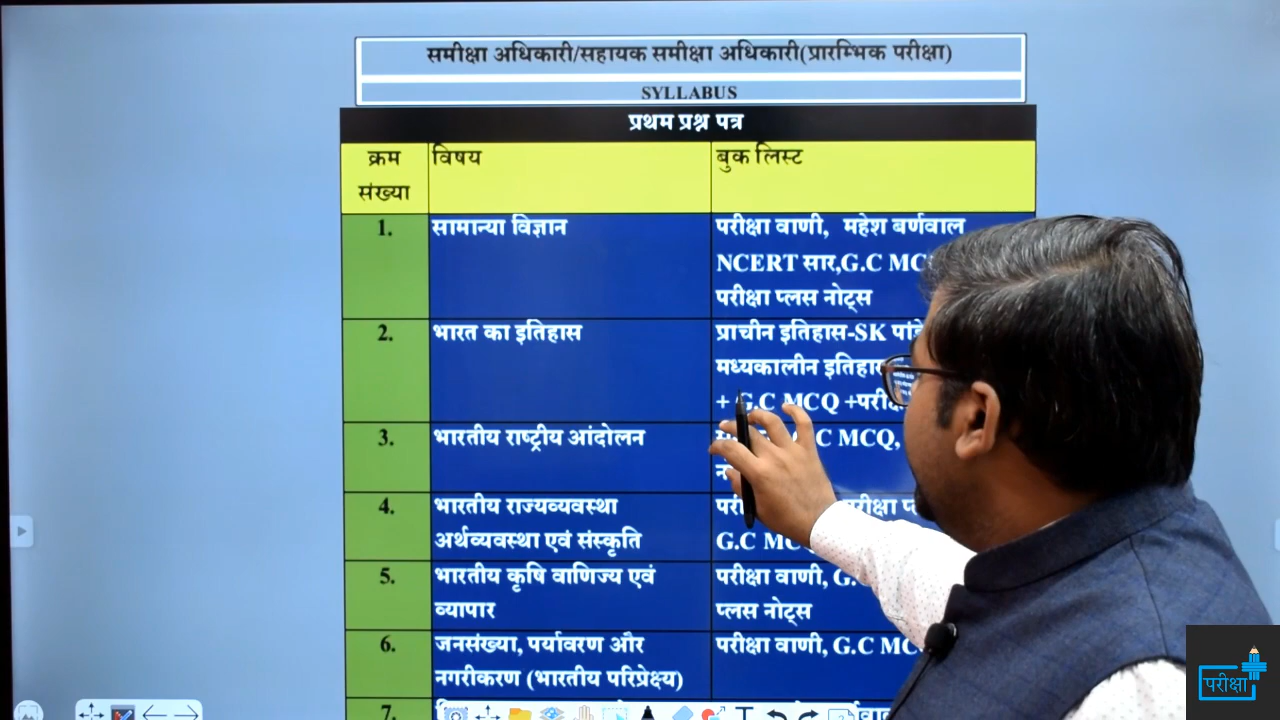 समीक्षा अधिकारी/सहायक समीक्षा अधिकारी(प्रारम्भिक परीक्षा)
SYLLABUS
प्रथम प्रश्न पत्र
क्रम संख्या विषय बुक लिस्ट
1. सामान्या विज्ञान परीक्षा वाणी, महेश बर्णवाल
NCERT सार,G.C
परीक्षा प्लस नोट्स
2. भारत का इतिहास प्राचीन इतिहास-SK
मध्यकालीन
+ G.C MCQ
3. भारतीय राष्ट्रीय आंदोलन MCQ,
4. भारतीय राज्यव्यवस्था
अर्थव्यवस्था एवं संस्कृति G.C
5. भारतीय कृषि वाणिज्य एवं परीक्षा वाणी,
व्यापार प्लस नोट्स
6. जनसंख्या, पर्यावरण और परीक्षा वाणी, G.C
नगरीकरण (भारतीय परिप्रेक्ष्य)
7.
परीक्षा